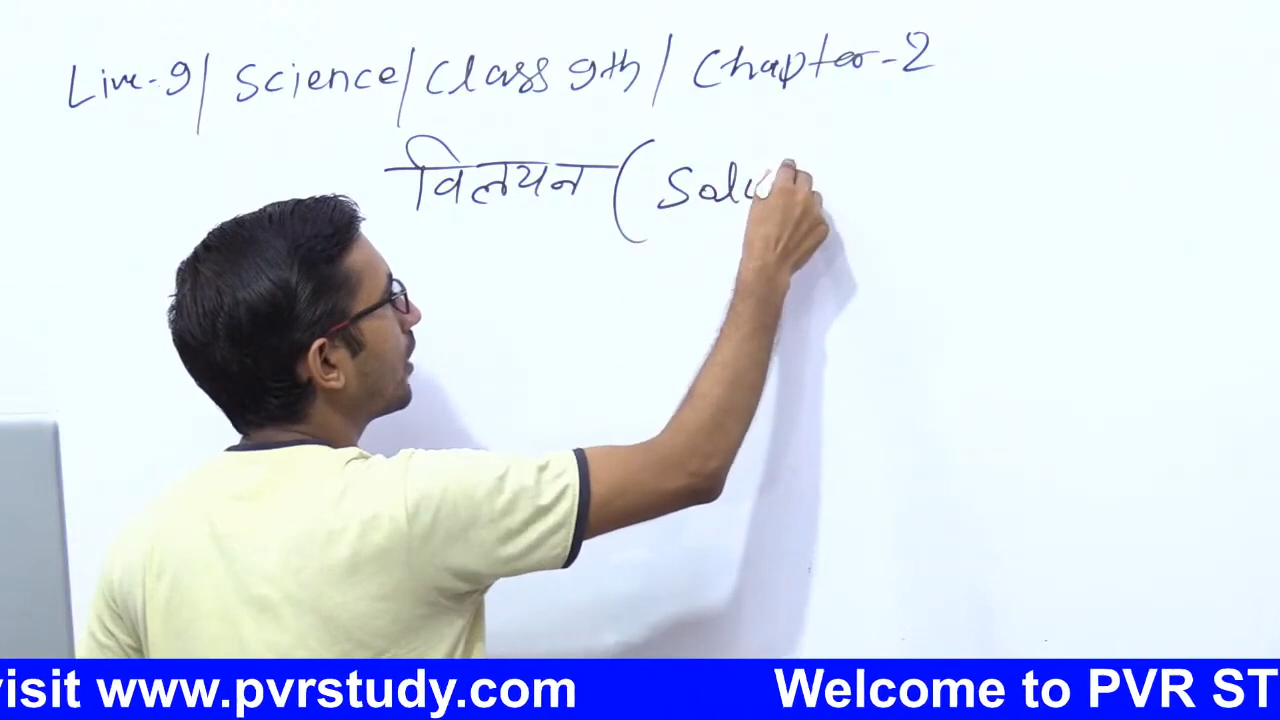 Live-9/ Science/ Class 9th/ Chapter-2
विलयन ( Solu
visit www.pvrstudy.com Welcome to PVR ST